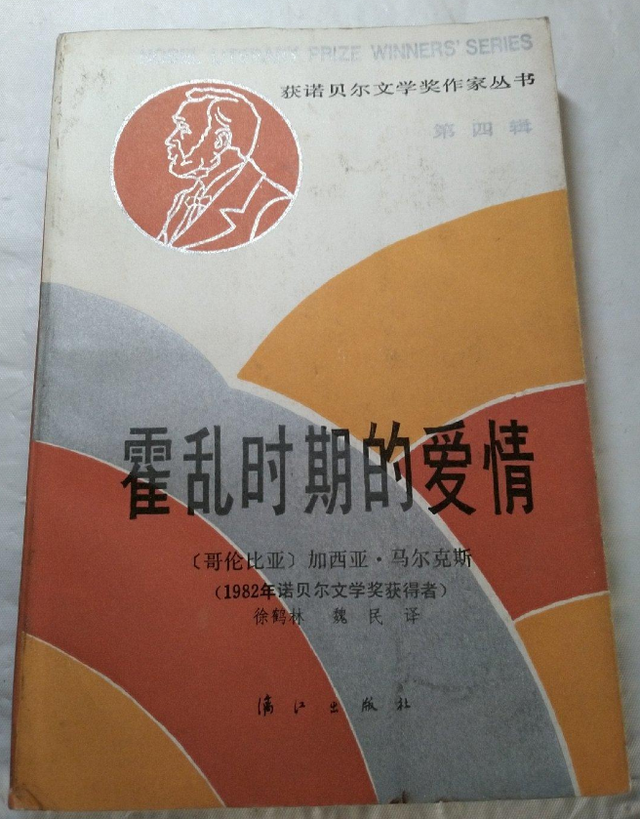 NOBEL LITERARY PRIZE WINNERS' SERIES
获诺贝尔文学奖作家丛书
第四辑
霍乱时期的爱情
〔哥伦比亚〕加西亚·马尔克斯
（1982年诺贝尔文学奖获得者）
徐鹤林 魏民 译
漓江出版社